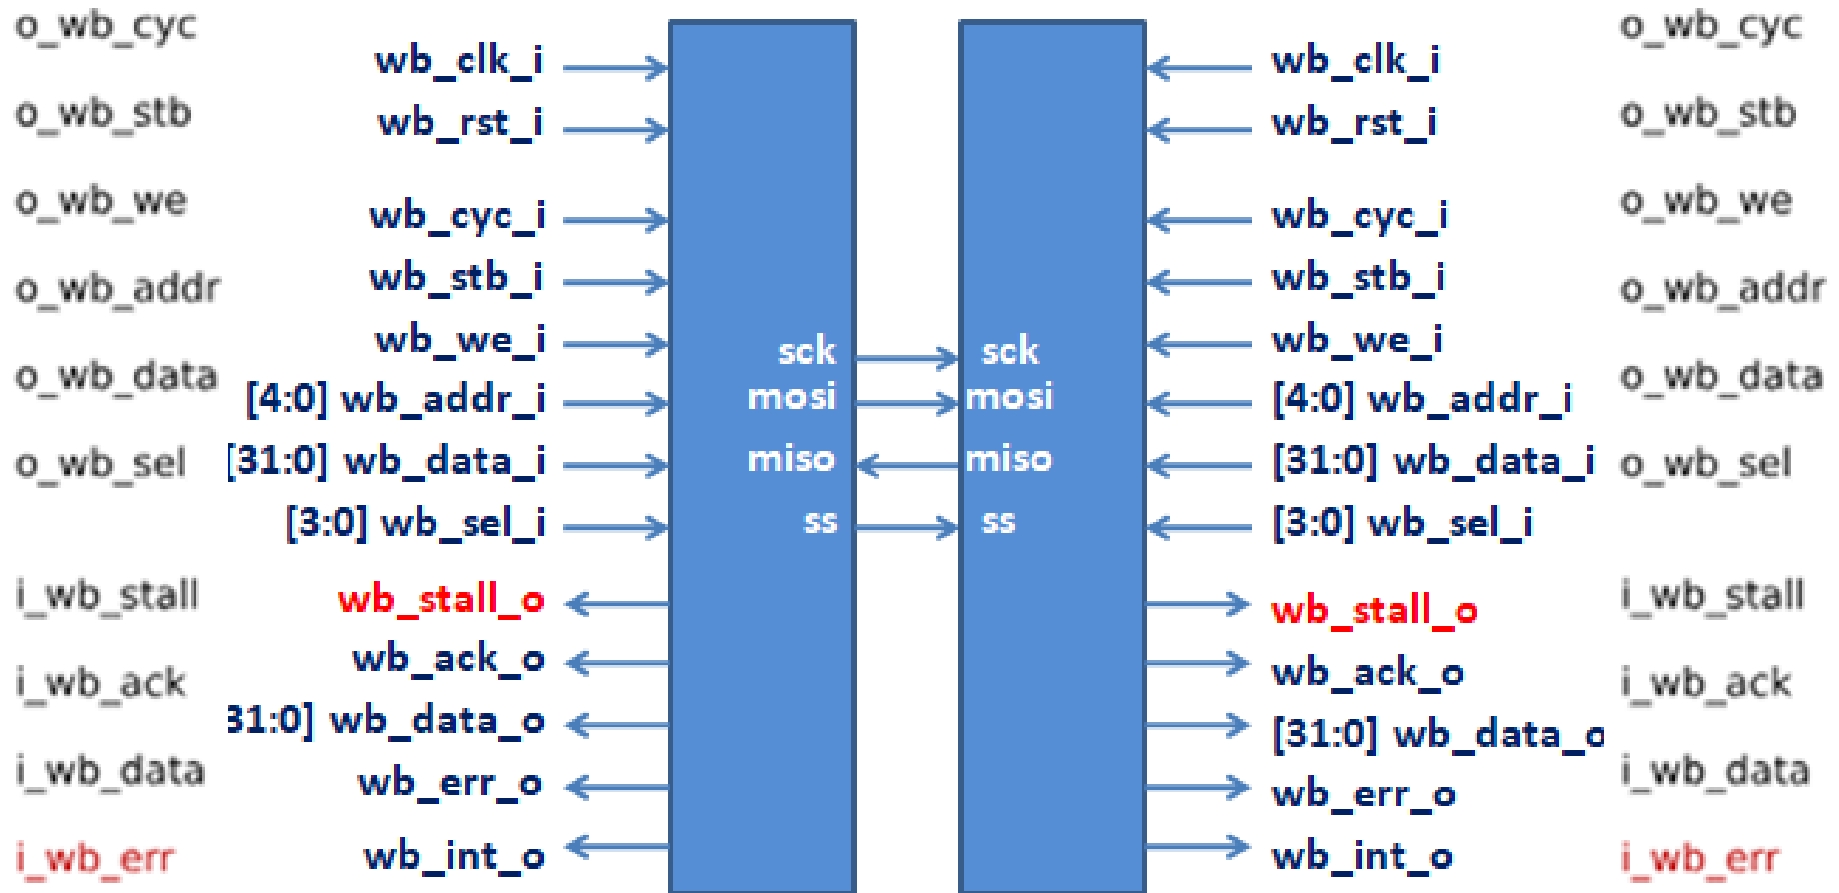 o_wb_cyc
o_wb_stb
o_wb_we
o_wb_addr
o_wb_data
o_wb_sel
i_wb_stall
i_wb_ack
i_wb_data
i_wb_err
wb_clk_i
wb_rst_i
wb_cyc_i
wb_stb_i
wb_we_i
[4:0] wb_addr_i
[31:0] wb_data_i
[3:0] wb_sel_i
wb_stall_o
wb_ack_o
31:0] wb_data_o
wb_err_o
wb_int_o
sck
mosi
miso
ss
sck
mosi
miso
ss
wb_clk_i
wb_rst_i
wb_cyc_i
wb_stb_i
wb_we_i
[4:0] wb_addr_i
[31:0] wb_data_i
[3:0] wb_sel_i
wb_stall_o
wb_ack_o
[31:0] wb_data_o
wb_err_o
wb_int_o
o_wb_cyc
o_wb_stb
o_wb_we
o_wb_addr
o_wb_data
o_wb_sel
i_wb_stall
i_wb_ack
i_wb_data
i_wb_err